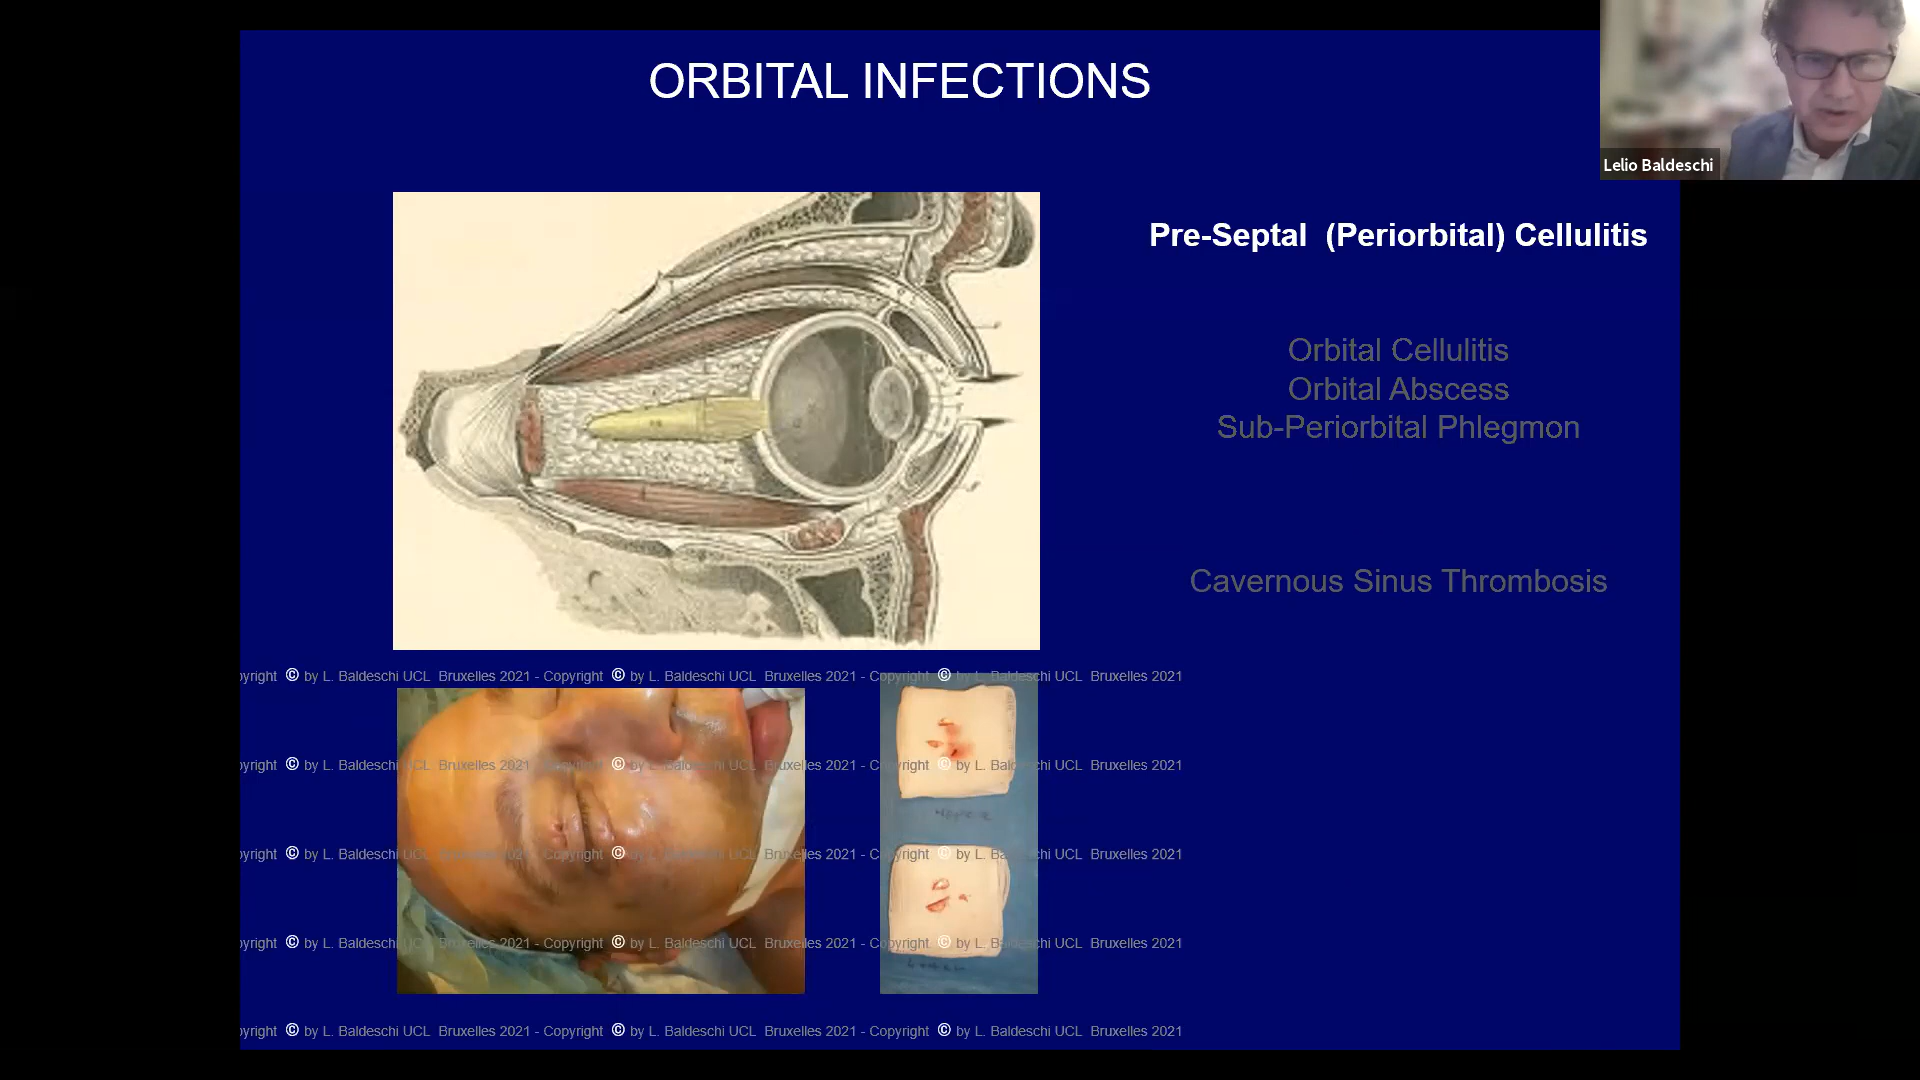 ORBITAL INFECTIONS
Lelio Baldeschi
Pre-Septal (Periorbital) Cellulitis
Orbital Cellulitis
Orbital Abscess
Sub-Periorbital Phlegmon
Cavernous Sinus Thrombosis
yright © by L. Baldeschi UCL Bruxelles 2021 - Copyright © by L. Baldeschi UCL Bruxelles 2021 - Copyright © by L. Baldeschi UCL Bruxelles 2021
yright © by L. Baldeschi UCL Bruxelles 2021 - Copyright © by L. Baldeschi UCL Bruxelles 2021 - Copyright © by L. Baldeschi UCL Bruxelles 2021
yright © by L. Baldeschi UCL Bruxelles 2021 - Copyright © by L. Baldeschi UCL Bruxelles 2021 - Copyright © by L. Baldeschi UCL Bruxelles 2021
yright © by L. Baldeschi UCL Bruxelles 2021 - Copyright © by L. Baldeschi UCL Bruxelles 2021 - Copyright © by L. Baldeschi UCL Bruxelles 2021
yright © by L. Baldeschi UCL Bruxelles 2021 - Copyright © by L. Baldeschi UCL Bruxelles 2021 - Copyright © by L. Baldeschi UCL Bruxelles 2021